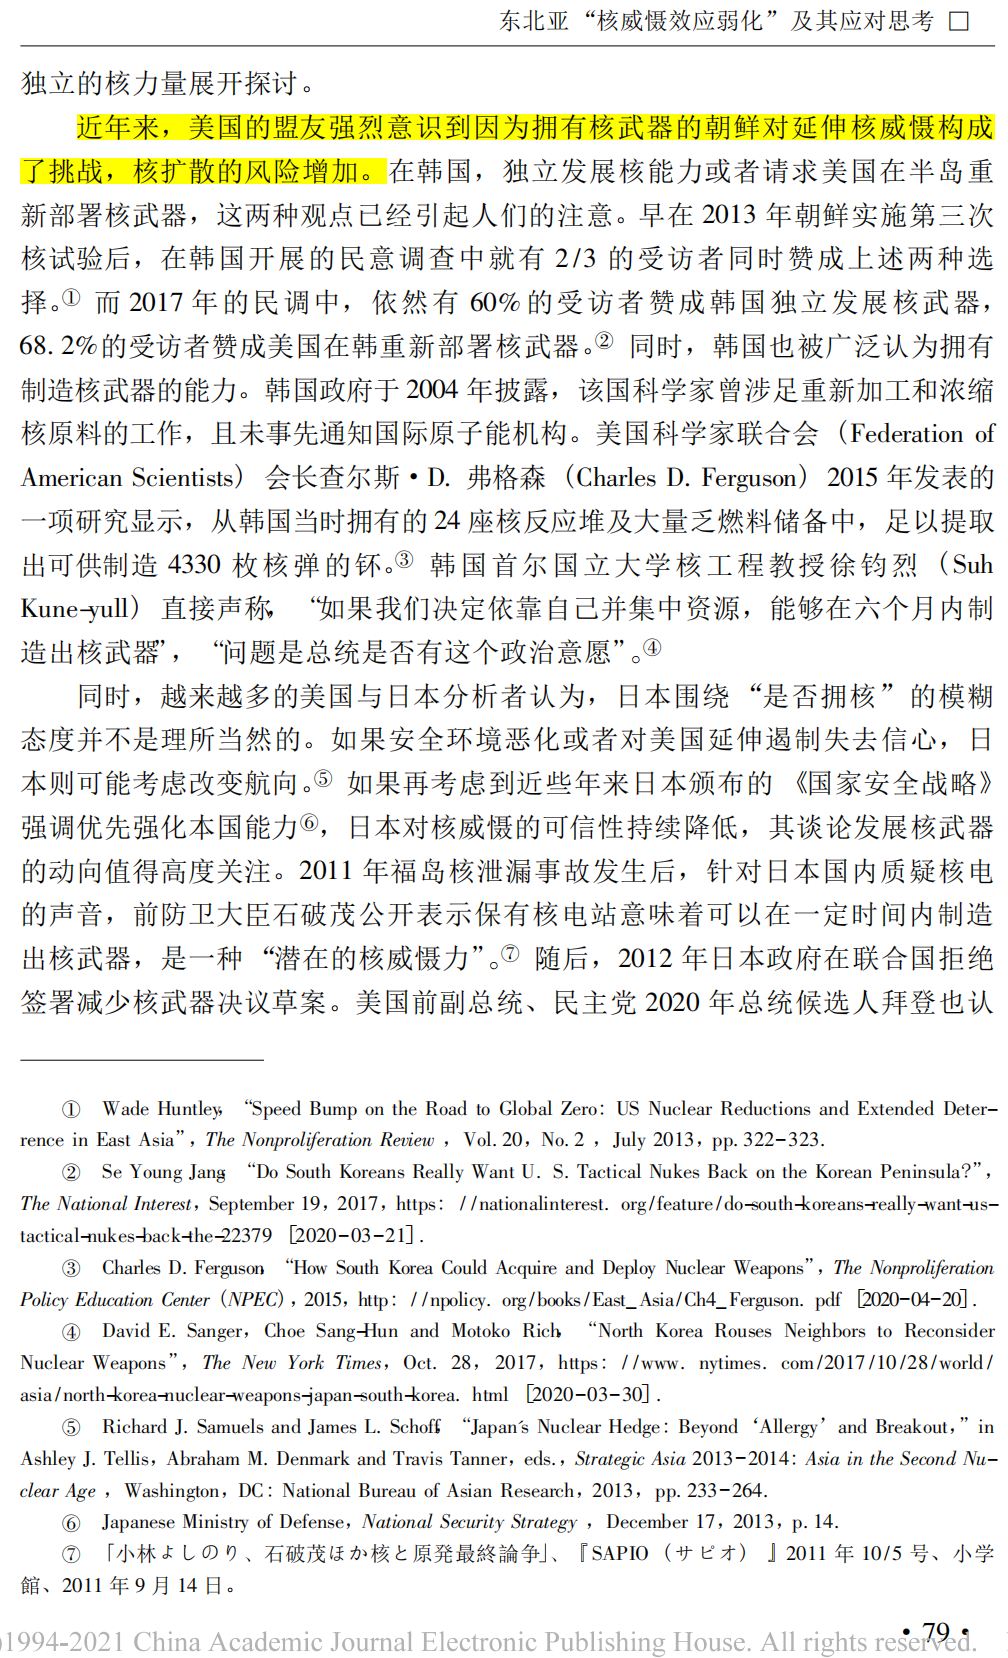 东北亚“核威慑效应弱化”及其应对思考 □
独立的核力量展开探讨。
近年来，美国的盟友强烈意识到因为拥有核武器的朝鲜对延伸核威慑构成
了挑战，核扩散的风险增加。在韩国，独立发展核能力或者请求美国在半岛重
新部署核武器，这两种观点已经引起人们的注意。早在 2013 年朝鲜实施第三次
核试验后，在韩国开展的民意调查中就有 2/3 的受访者同时赞成上述两种选
择。① 而 2017 年的民调中，依然有 60% 的受访者赞成韩国独立发展核武器，
68. 2%的受访者赞成美国在韩重新部署核武器。② 同时，韩国也被广泛认为拥有
制造核武器的能力。韩国政府于 2004 年披露，该国科学家曾涉足重新加工和浓缩
核原料的工作，且未事先通知国际原子能机构。美国科学家联合会（Federation of
American Scientists）会长查尔斯·D. 弗格森（Charles D. Ferguson）2015 年发表的
一项研究显示，从韩国当时拥有的 24 座核反应堆及大量乏燃料储备中，足以提取
出可供制造 4330 枚核弹的钚。③ 韩国首尔国立大学核工程教授徐钧烈（Suh
Kune-yull）直接声称，“如果我们决定依靠自己并集中资源，能够在六个月内制
造出核武器”，“问题是总统是否有这个政治意愿”。④
同时，越来越多的美国与日本分析者认为，日本围绕“是否拥核”的模糊
态度并不是理所当然的。如果安全环境恶化或者对美国延伸遏制失去信心，日
本则可能考虑改变航向。⑤ 如果再考虑到近些年来日本颁布的《国家安全战略》
强调优先强化本国能力⑥，日本对核威慑的可信性持续降低，其谈论发展核武器
的动向值得高度关注。2011 年福岛核泄漏事故发生后，针对日本国内质疑核电
的声音，前防卫大臣石破茂公开表示保有核电站意味着可以在一定时间内制造
出核武器，是一种“潜在的核威慑力”。⑦ 随后，2012 年日本政府在联合国拒绝
签署减少核武器决议草案。美国前副总统、民主党 2020 年总统候选人拜登也认
① Wade Huntley, “Speed Bump on the Road to Global Zero: US Nuclear Reductions and Extended Deter-
rence in East Asia”, The Nonproliferation Review , Vol. 20, No. 2 , July 2013, pp. 322-323.
② Se Young Jang, “Do South Koreans Really Want U. S. Tactical Nukes Back on the Korean Peninsula?”,
The National Interest, September 19, 2017, https: //nationalinterest. org/feature/do-south-koreans-really-want-us-
tactical-nukes-back-the-22379 [2020-03-21].
③ Charles D. Ferguson, “How South Korea Could Acquire and Deploy Nuclear Weapons”, The Nonproliferation
Policy Education Center (NPEC), 2015, http: //npolicy. org/books/East_Asia/Ch4_Ferguson. pdf [2020-04-20].
④ David E. Sanger, Choe Sang-Hun and Motoko Rich, “North Korea Rouses Neighbors to Reconsider
Nuclear Weapons”, The New York Times, Oct. 28, 2017, https: //www. nytimes. com/2017/10/28/world/
asia/north-korea-nuclear-weapons-japan-south-korea. html [2020-03-30].
⑤ Richard J. Samuels and James L. Schoff, “Japan's Nuclear Hedge: Beyond ‘Allergy’ and Breakout,” in
Ashley J. Tellis, Abraham M. Denmark and Travis Tanner, eds., Strategic Asia 2013-2014: Asia in the Second Nu-
clear Age , Washington, DC: National Bureau of Asian Research, 2013, pp. 233-264.
⑥ Japanese Ministry of Defense, National Security Strategy , December 17, 2013, p. 14.
⑦ 「小林よしのり、石破茂ほか核と原発最終論争」、『SAPIO（サピオ）』2011 年 10/5 号、小学
館、2011 年 9 月 14 日。
·79·
)1994-2021 China Academic Journal Electronic Publishing House. All rights reserved.